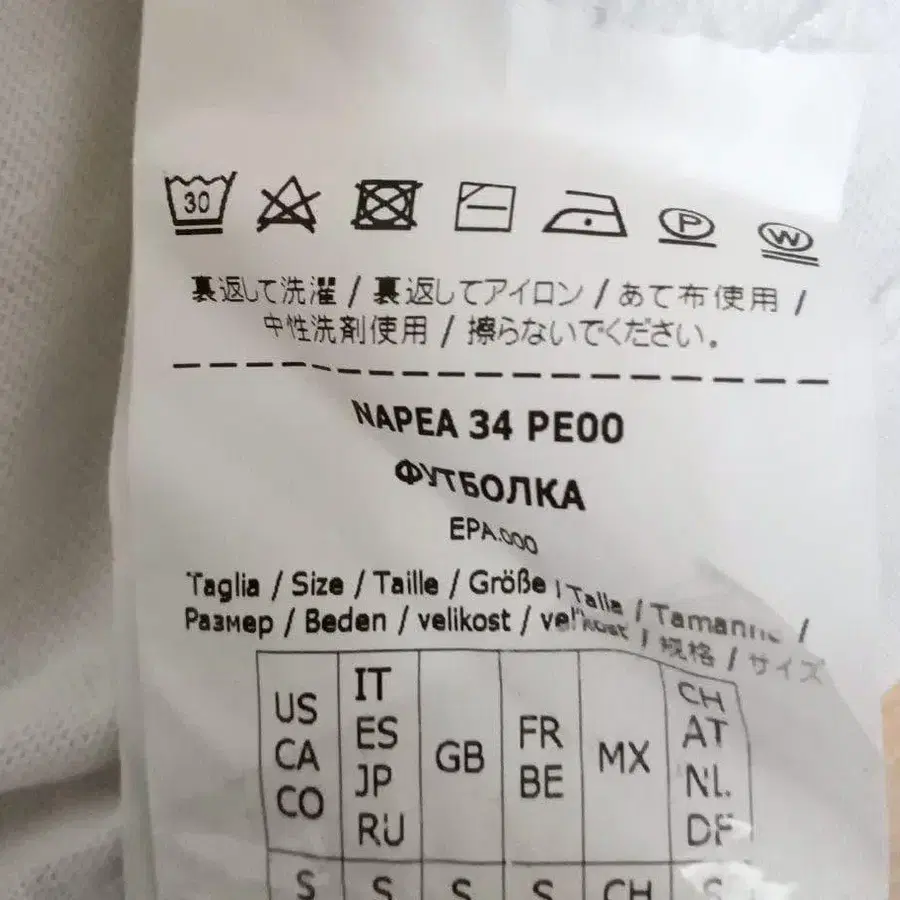 30
P
W
裏返して洗濯 / 裏返してアイロン / あて布使用 /
中性洗剤使用 / 擦らないでください。
NAPEA 34 PE00
ФУТБОЛКА
EPA.000
Taglia / Size / Taille / Größe / Talla / Tamanho /
Размер / Beden / velikost / veľkosť / 规格 / サイズ
US CA CO
IT ES JP RU
GB
FR BE
MX
CH AT NL
S S S S CH S